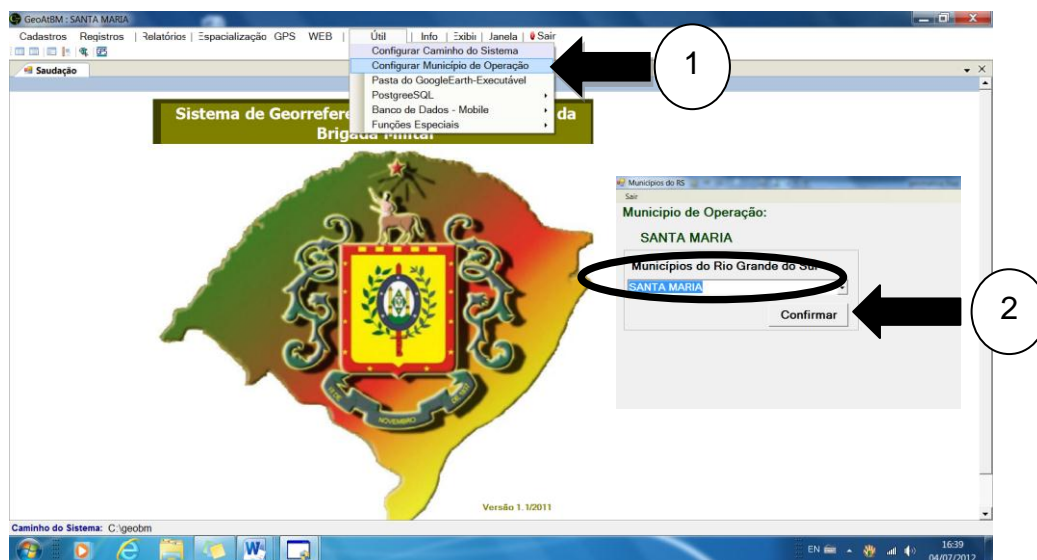 GeoAtBM : SANTA MARIA
Cadastros Registros | Relatórios | Espacialização GPS WEB | Útil | Info | Exibir | Janela | Sair
Configurar Caminho do Sistema
Configurar Município de Operação
Pasta do GoogleEarth-Executável
PostgreeSQL
Banco de Dados - Mobile
Funções Especiais
1
Saudação
Sistema de da
Brigada Militar
NOVEMBRO
Versão 1.1/2011
Municípios do RS
Sair
Municipio de Operação:
SANTA MARIA
Municípios do Rio Grande do Sul
SANTA MARIA
Confirmar
2
Caminho do Sistema: C:\geobm
EN
16:39
04/07/2012